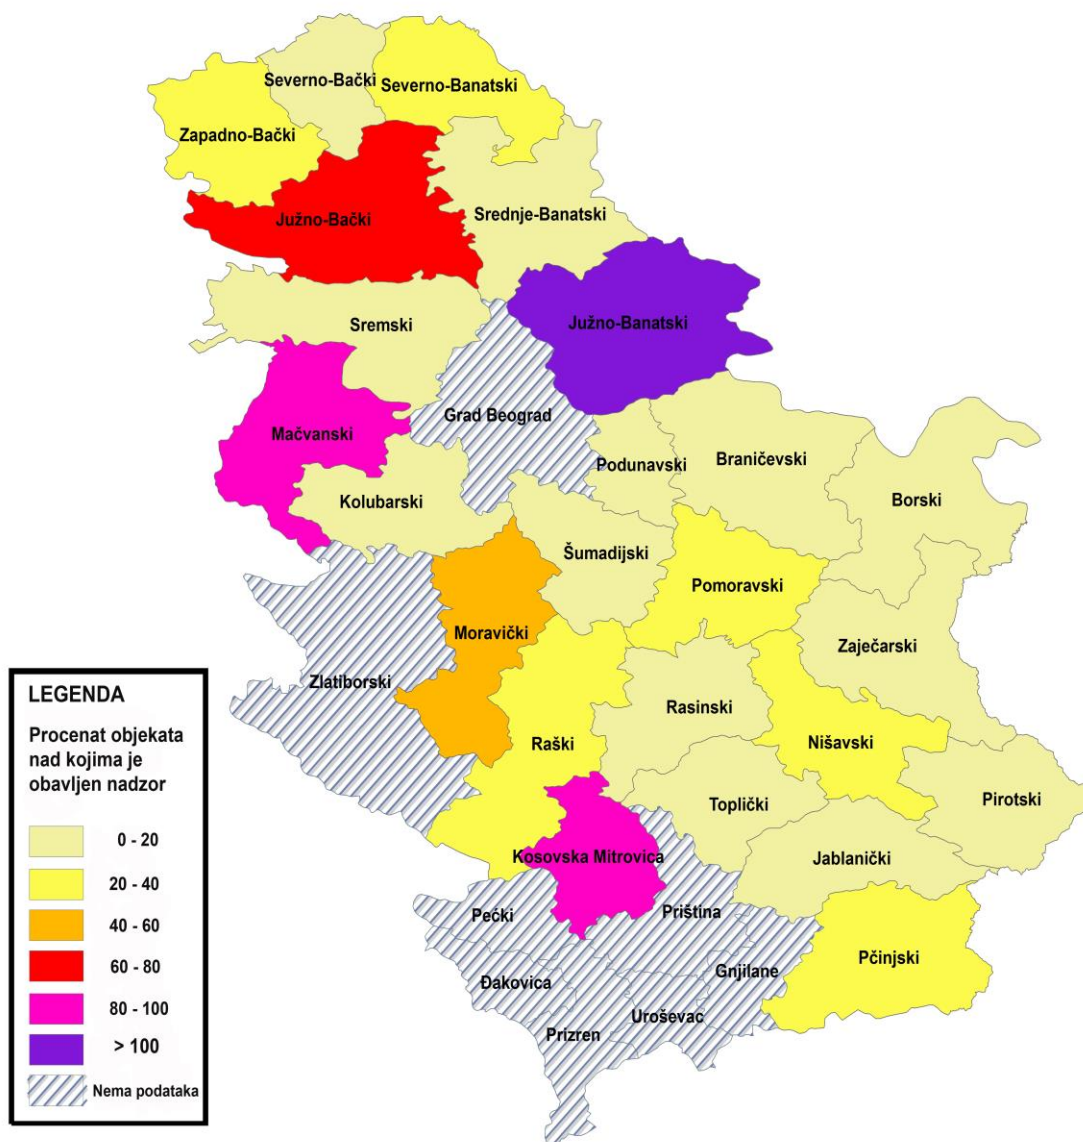 Severno-Bački
Severno-Banatski
Zapadno-Bački
Južno-Bački
Srednje-Banatski
Sremski
Južno-Banatski
Grad Beograd
Mačvanski
Podunavski
Braničevski
Kolubarski
Borski
Šumadijski
Pomoravski
Moravički
Zaječarski
Zlatiborski
Rasinski
Raški
Nišavski
Toplički
Pirotski
Kosovska Mitrovica
Jablanički
Pećki
Priština
Pčinjski
Đakovica
Gnjilane
Uroševac
Prizren
LEGENDA
Procenat objekata
nad kojima je
obavljen nadzor
0 - 20
20 - 40
40 - 60
60 - 80
80 - 100
> 100
Nema podataka